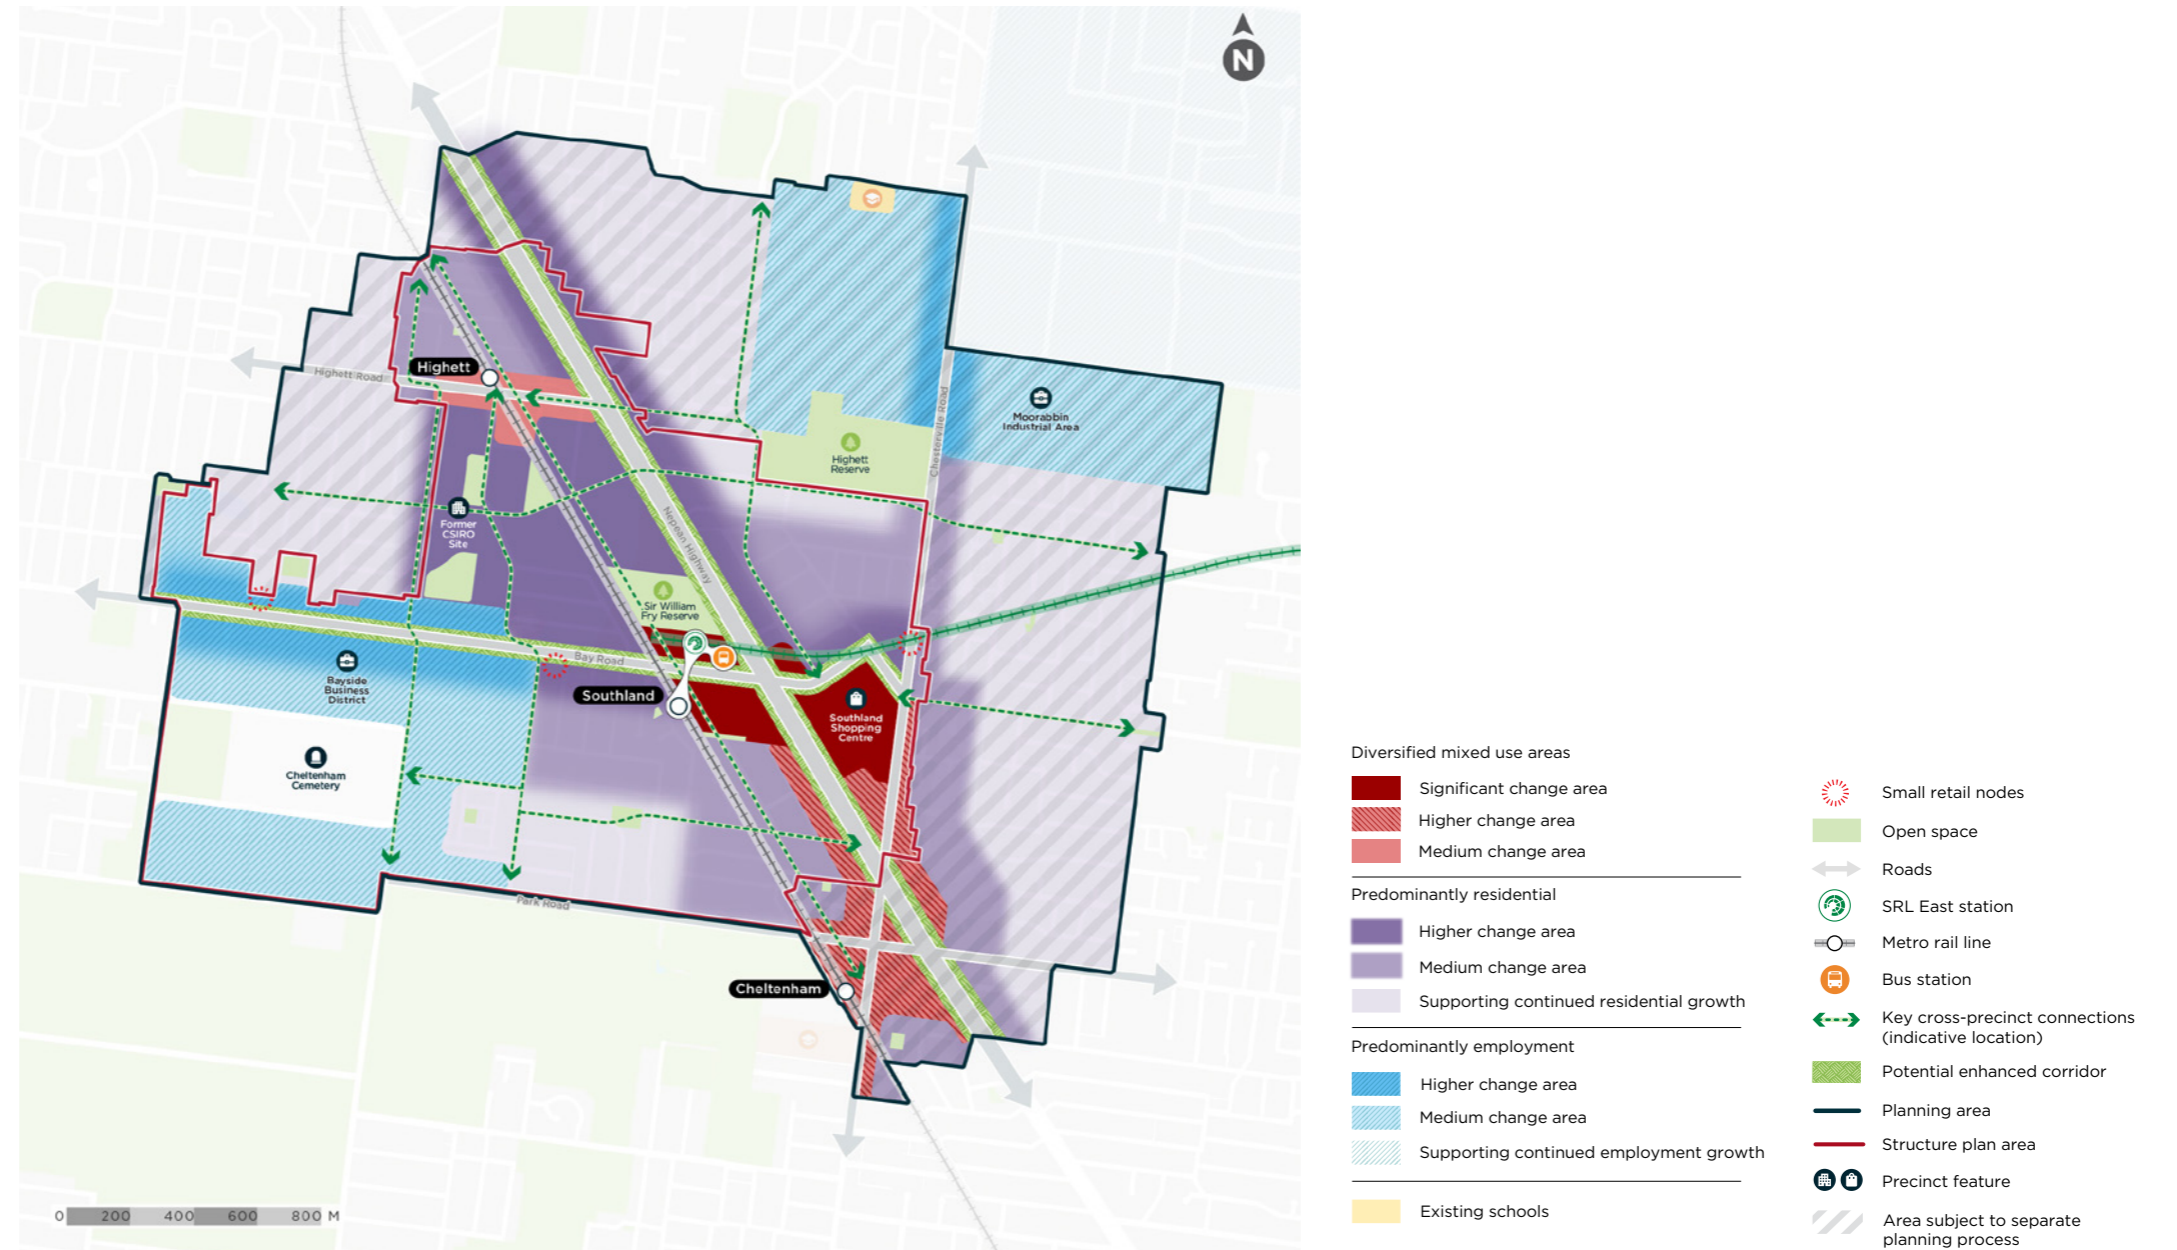 N
Highett
Highett Road
Moorabbin
Industrial Area
Chesterville Road
Highett
Reserve
Former
CSIRO
Site
Nepean Highway
Sir William
Fry Reserve
Bay Road
Bayside
Business
District
Southland
Southland
Shopping
Centre
Cheltenham
Cemetery
Park Road
Cheltenham
0 200 400 600 800 M
Diversified mixed use areas
Significant change area
Higher change area
Medium change area
Predominantly residential
Higher change area
Medium change area
Supporting continued residential growth
Predominantly employment
Higher change area
Medium change area
Supporting continued employment growth
Existing schools
Small retail nodes
Open space
Roads
SRL East station
Metro rail line
Bus station
Key cross-precinct connections
(indicative location)
Potential enhanced corridor
Planning area
Structure plan area
Precinct feature
Area subject to separate
planning process